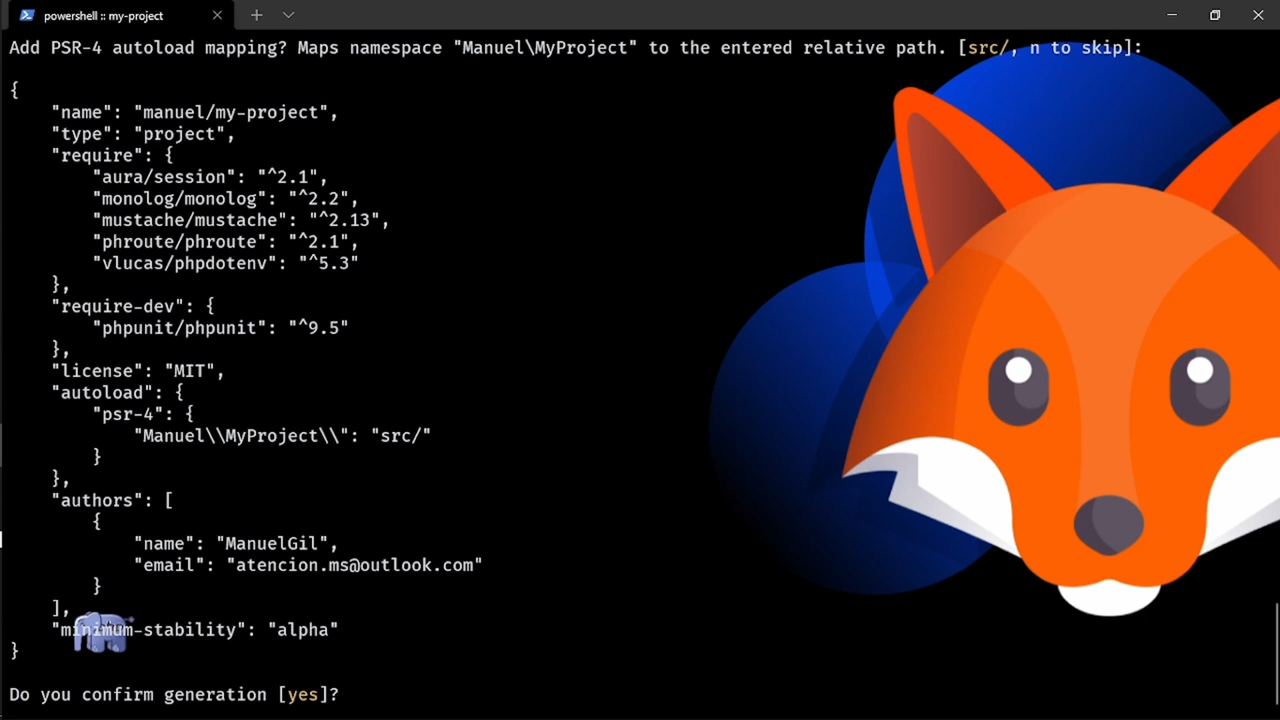 powershell :: my-project
Add PSR-4 autoload mapping? Maps namespace "Manuel\MyProject" to the entered relative path. [src/, n to skip]:
{
    "name": "manuel/my-project",
    "type": "project",
    "require": {
        "aura/session": "^2.1",
        "monolog/monolog": "^2.2",
        "mustache/mustache": "^2.13",
        "phroute/phroute": "^2.1",
        "vlucas/phpdotenv": "^5.3"
    },
    "require-dev": {
        "phpunit/phpunit": "^9.5"
    },
    "license": "MIT",
    "autoload": {
        "psr-4": {
            "Manuel\\MyProject\\": "src/"
        }
    },
    "authors": [
        {
            "name": "ManuelGil",
            "email": "atencion.ms@outlook.com"
        }
    ],
    "minimum-stability": "alpha"
}
Do you confirm generation [yes]?